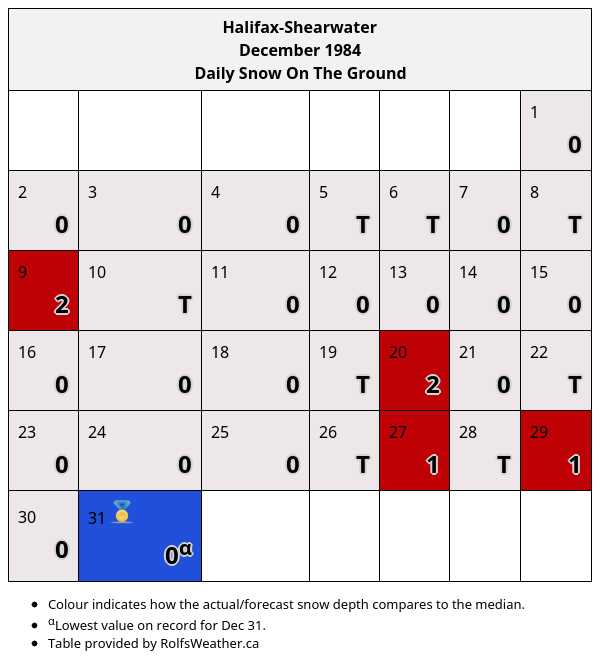 Halifax-Shearwater
December 1984
Daily Snow On The Ground
1
0
2 3 4 5 6 7 8
0 0 0 T T 0 T
9 10 11 12 13 14 15
2 T 0 0 0 0 0
16 17 18 19 20 21 22
0 0 0 T 2 0 T
23 24 25 26 27 28 29
0 0 0 T 1 T 1
30 31
0 0α
• Colour indicates how the actual/forecast snow depth compares to the median.
• αLowest value on record for Dec 31.
• Table provided by RolfsWeather.ca